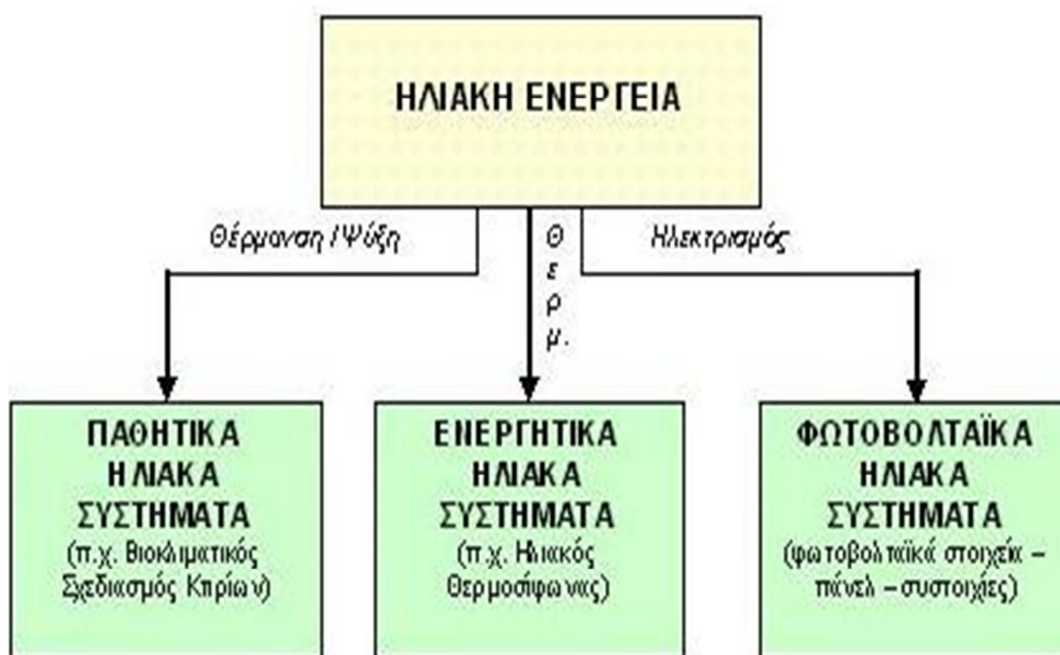 ΗΛΙΑΚΗ ΕΝΕΡΓΕΙΑ
Θέρμανση / Ψύξη
Θ
ε
ρ
μ.
Ηλεκτρισμός
ΠΑΘΗΤΙΚΑ
ΗΛΙΑΚΑ
ΣΥΣΤΗΜΑΤΑ
(π.χ. Βιοκλιματικός
Σχεδιασμός Κτιρίων)
ΕΝΕΡΓΗΤΙΚΑ
ΗΛΙΑΚΑ
ΣΥΣΤΗΜΑΤΑ
(π.χ. Ηλιακός
Θερμοσίφωνας)
ΦΩΤΟΒΟΛΤΑΪΚΑ
ΗΛΙΑΚΑ
ΣΥΣΤΗΜΑΤΑ
(φωτοβολταϊκά στοιχεία –
πάνελ – συστοιχίες)